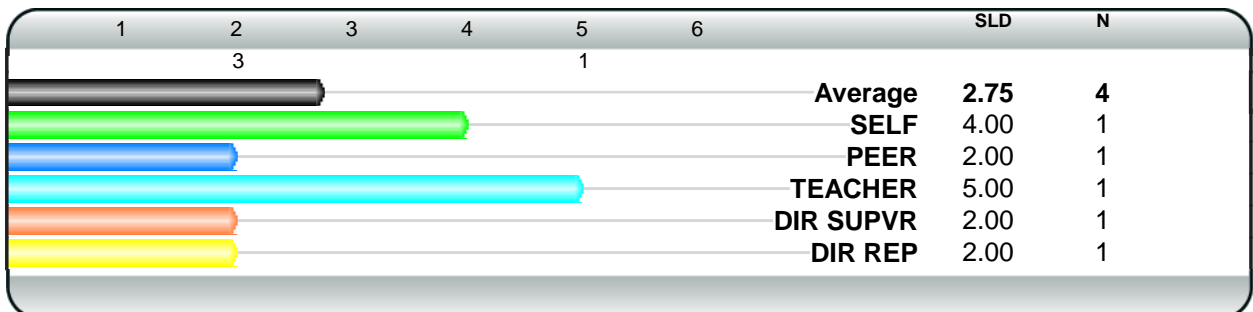 1 2 3 4 5 6 SLD N
3 1
Average 2.75 4
SELF 4.00 1
PEER 2.00 1
TEACHER 5.00 1
DIR SUPVR 2.00 1
DIR REP 2.00 1